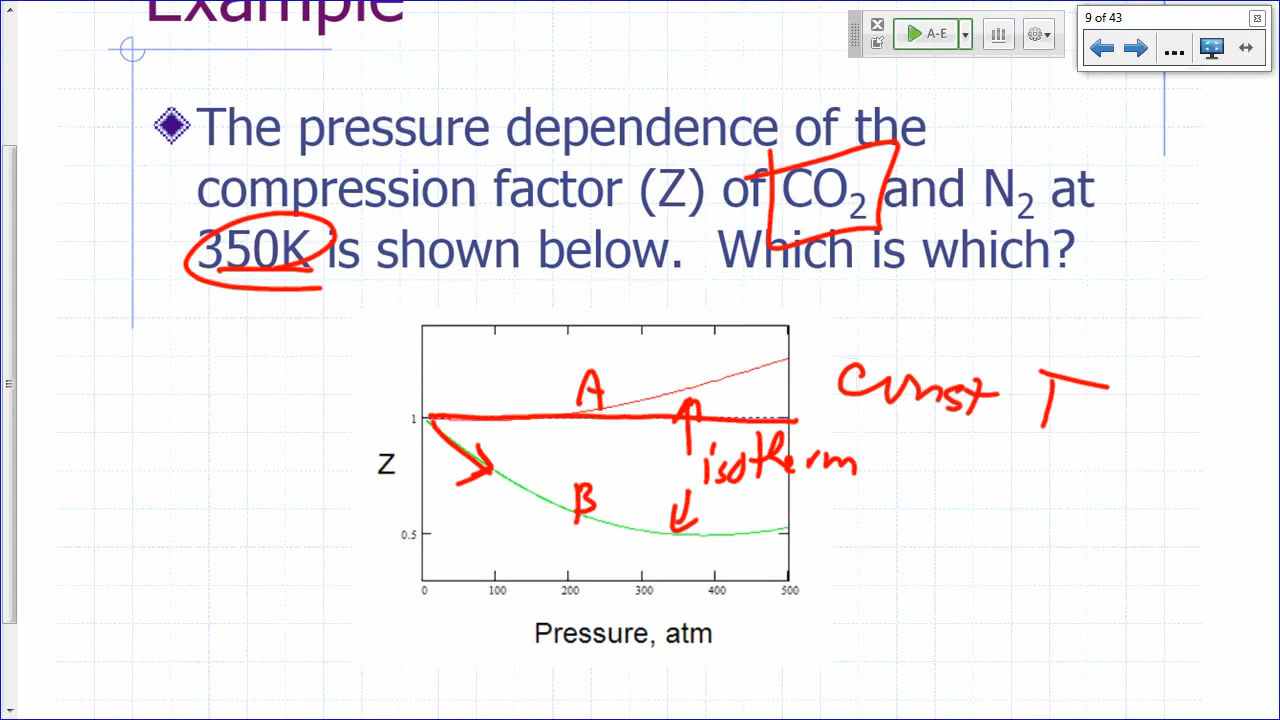 Example
A-E
9 of 43
The pressure dependence of the
compression factor (Z) of CO₂ and N₂ at
350K is shown below. Which is which?
A
const T
1
isotherm
Z
B
0.5
0 100 200 300 400 500
Pressure, atm